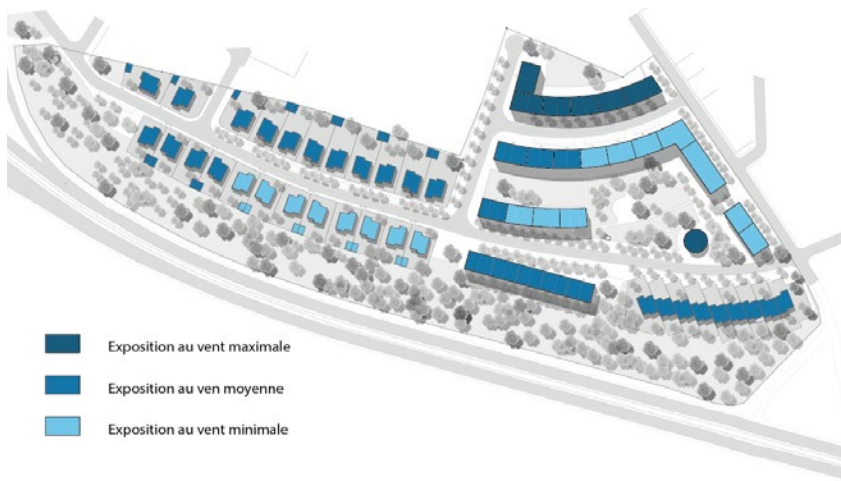 Exposition au vent maximale
Exposition au ven moyenne
Exposition au vent minimale